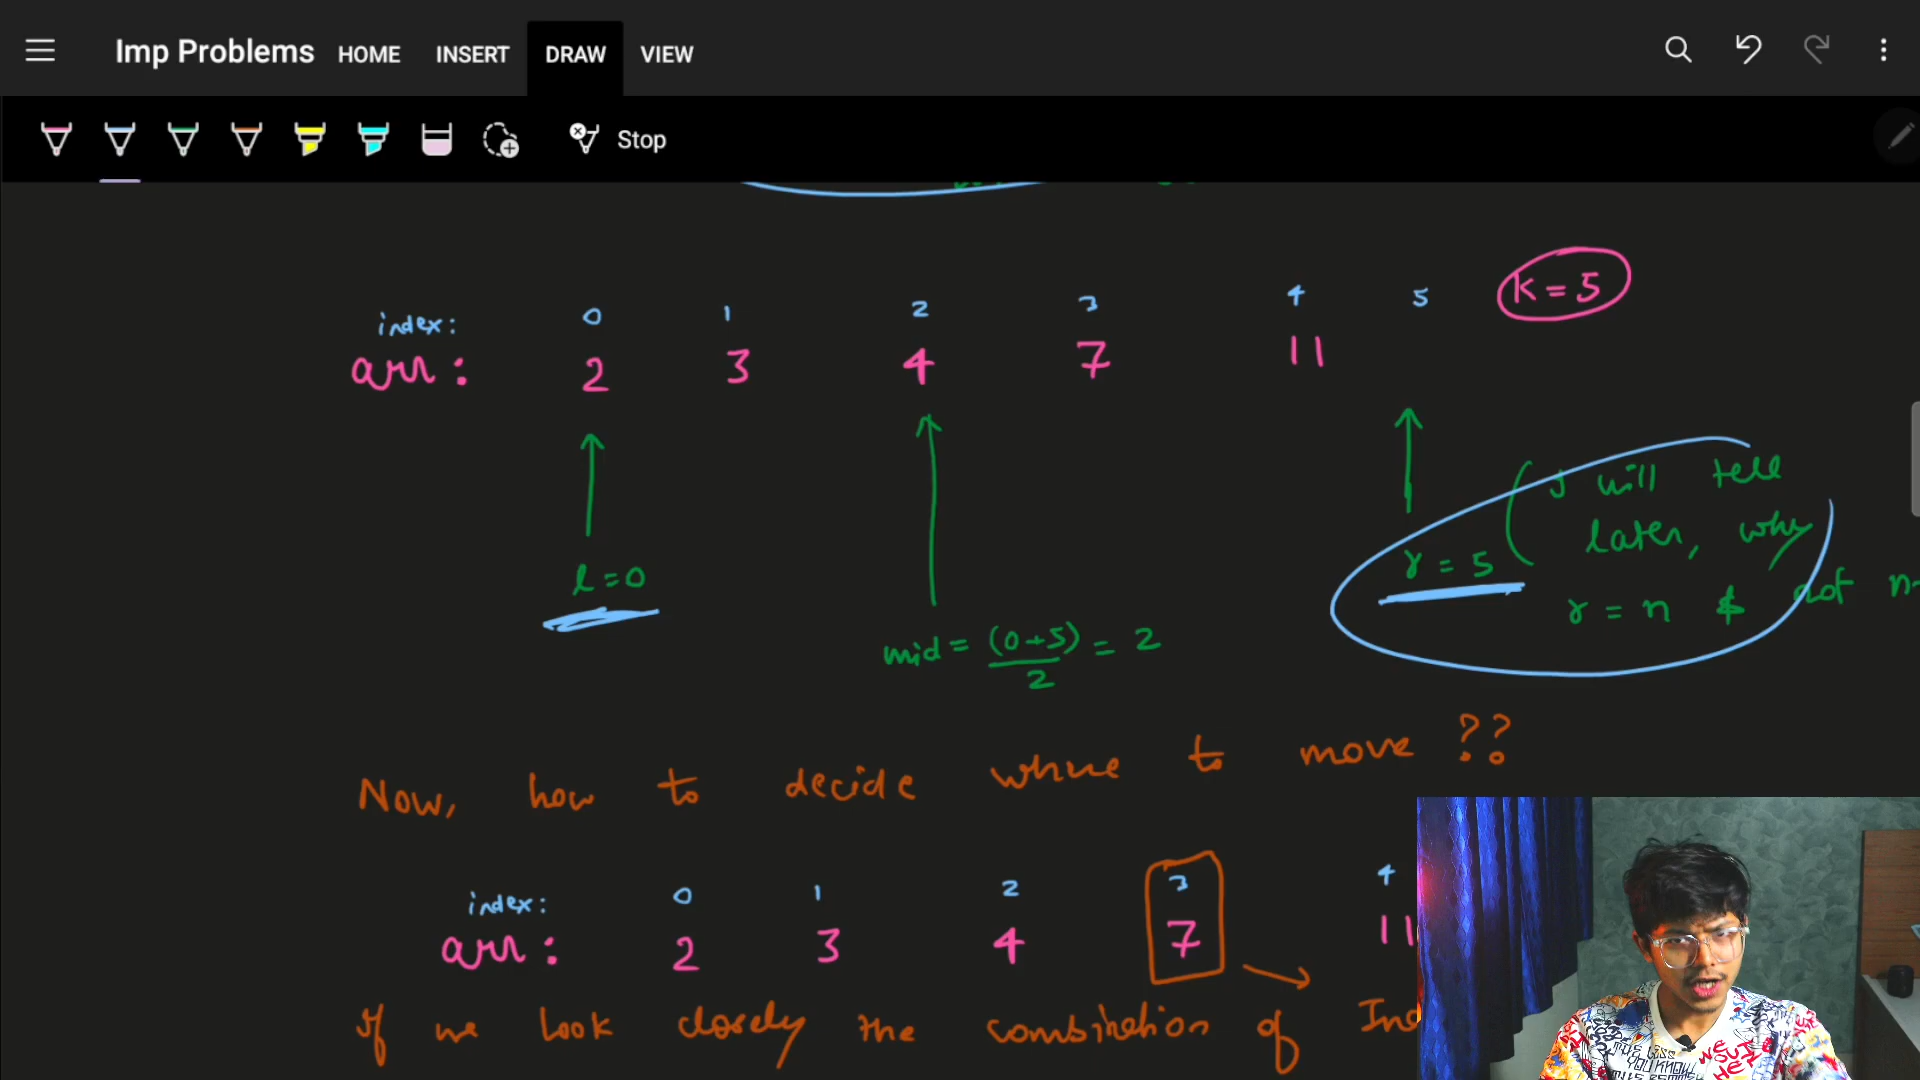 Imp Problems HOME INSERT DRAW VIEW
Stop
index: 0 1 2 3 4 5 K = 5
arr: 2 3 4 7 11
l = 0
r = 5
(I will tell
later, why
r = n & not n-
mid = (0+5)/2 = 2
Now, how to decide where to move ??
index: 0 1 2 3 4
arr: 2 3 4 7 11
If we look closely the combination of